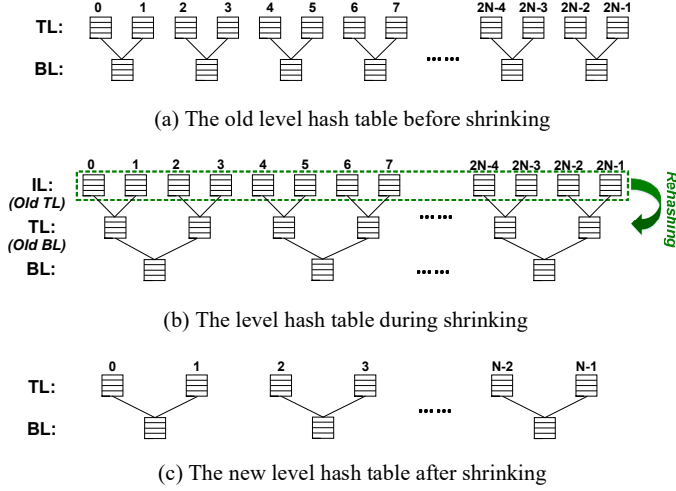 0 1 2 3 4 5 6 7 2N-4 2N-3 2N-2 2N-1
TL:
...... 
BL:
(a) The old level hash table before shrinking
0 1 2 3 4 5 6 7 2N-4 2N-3 2N-2 2N-1
IL:
(Old TL)
Rehashing
TL:
......
(Old BL)
BL:
......
(b) The level hash table during shrinking
0 1 2 3 N-2 N-1
TL:
......
BL:
(c) The new level hash table after shrinking